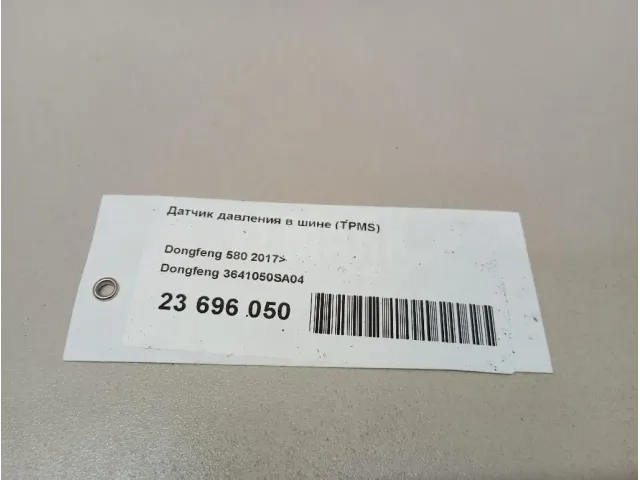 Датчик давления в шине (TPMS)
Dongfeng 580 2017>
Dongfeng 3641050SA04
23 696 050